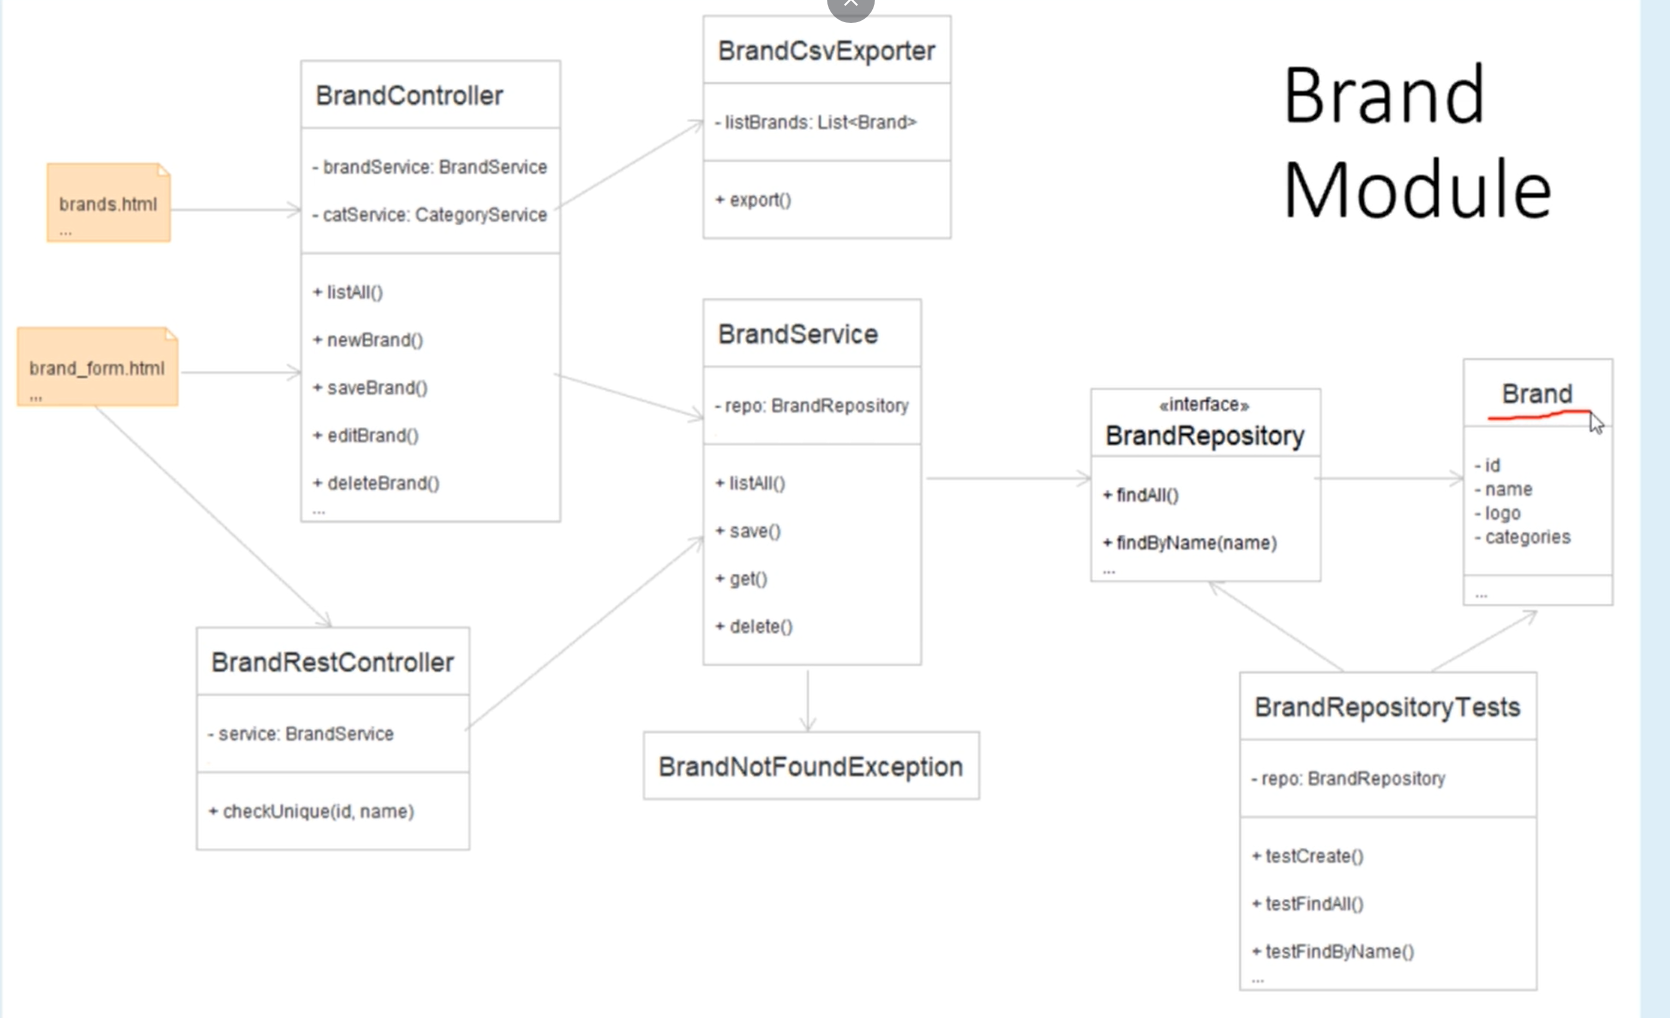 Brand
Module
brands.html
...
brand_form.html
...
BrandController
- brandService: BrandService
- catService: CategoryService
+ listAll()
+ newBrand()
+ saveBrand()
+ editBrand()
+ deleteBrand()
...
BrandCsvExporter
- listBrands: List<Brand>
+ export()
BrandService
- repo: BrandRepository
+ listAll()
+ save()
+ get()
+ delete()
«interface»
BrandRepository
+ findAll()
+ findByName(name)
...
Brand
- id
- name
- logo
- categories
...
BrandRestController
- service: BrandService
+ checkUnique(id, name)
BrandNotFoundException
BrandRepositoryTests
- repo: BrandRepository
+ testCreate()
+ testFindAll()
+ testFindByName()
...